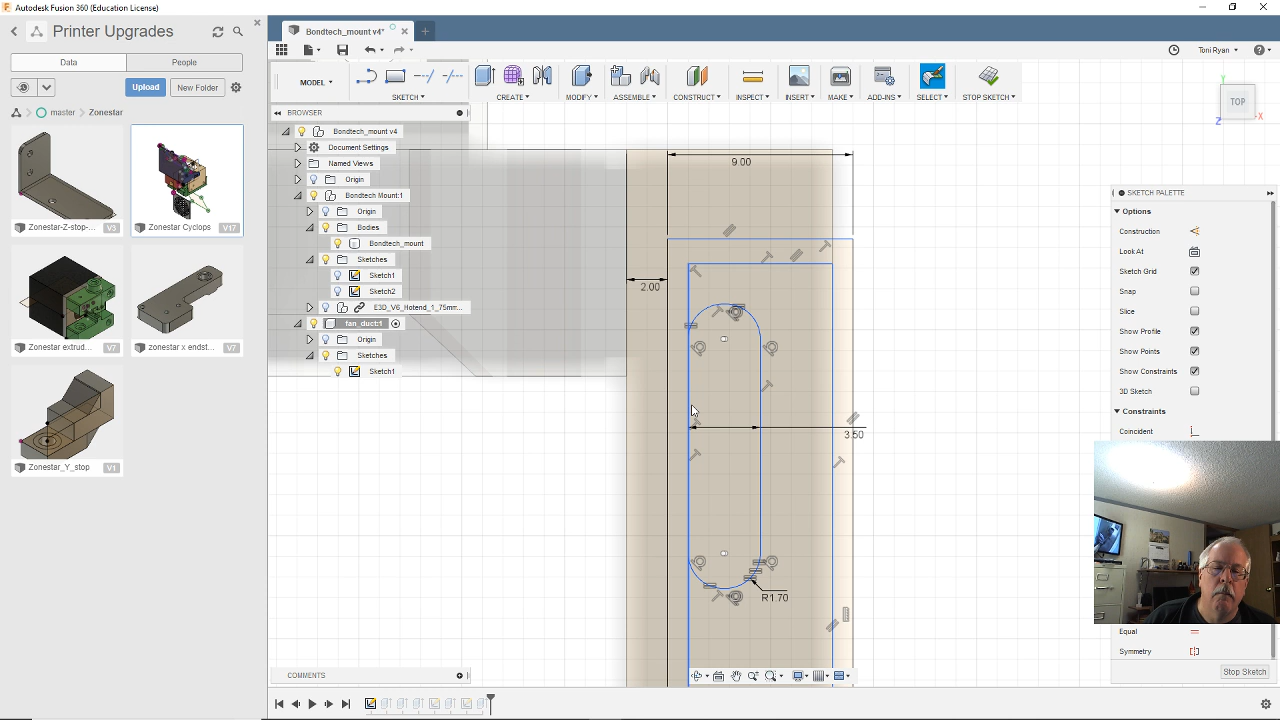 Autodesk Fusion 360 (Education License)
Printer Upgrades
Data
People
Upload
New Folder
master
Zonestar
Zonestar-Z-stop-... V3
Zonestar Cyclops V17
Zonestar extrud... V7
zonestar x endst... V7
Zonestar_Y_stop V1
Bondtech_mount v4*
Toni Ryan
MODEL
SKETCH
CREATE
MODIFY
ASSEMBLE
CONSTRUCT
INSPECT
INSERT
MAKE
ADD-INS
SELECT
STOP SKETCH
BROWSER
Bondtech_mount v4
Document Settings
Named Views
Origin
Bondtech Mount:1
Origin
Bodies
Bondtech_mount
Sketches
Sketch1
Sketch2
E3D_V6_Hotend_1_75mm...
fan_duct:1
Origin
Sketches
Sketch1
9.00
2.00
3.50
R1.70
Y
TOP
X
Z
SKETCH PALETTE
Options
Construction
Look At
Sketch Grid
Snap
Slice
Show Profile
Show Points
Show Constraints
3D Sketch
Constraints
Coincident
Equal
Symmetry
Stop Sketch
COMMENTS